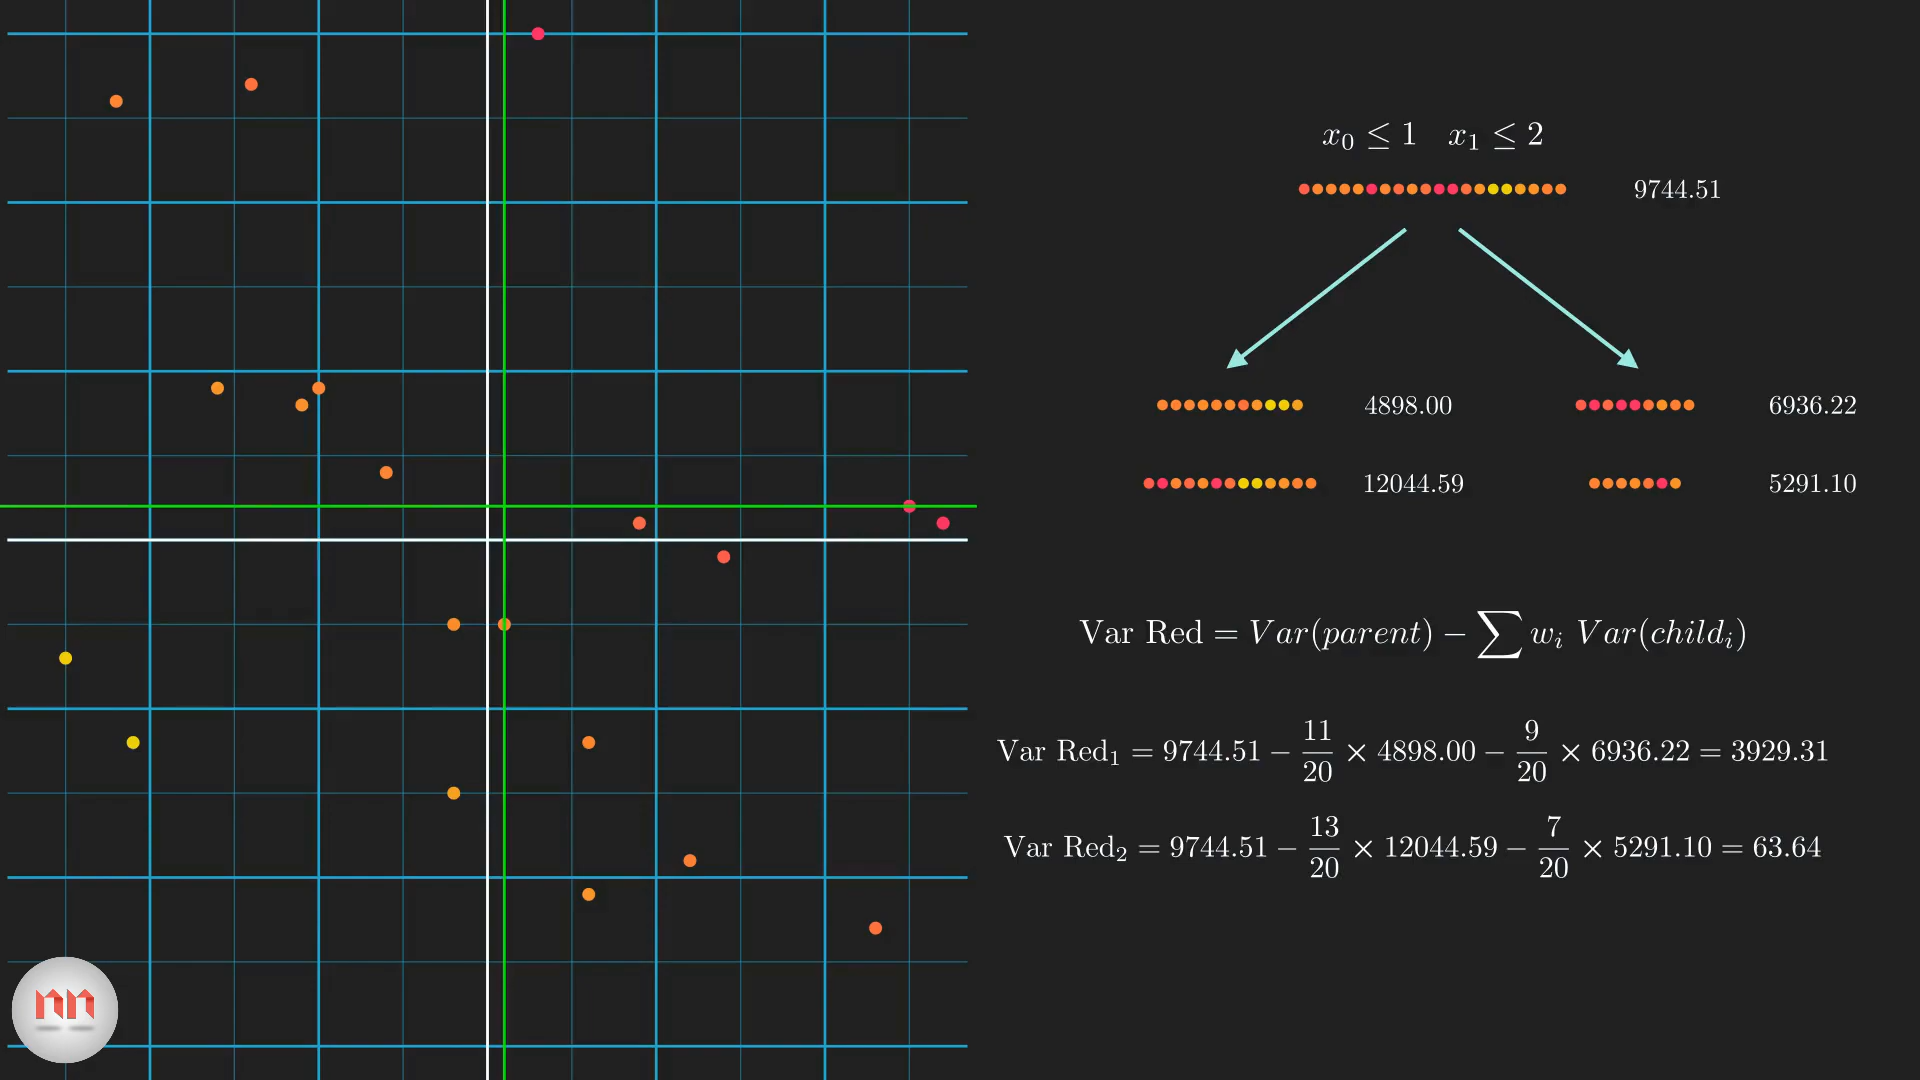 x₀ ≤ 1 x₁ ≤ 2
9744.51
4898.00 6936.22
12044.59 5291.10
Var Red = Var(parent) − ∑ wᵢ Var(childᵢ)
Var Red₁ = 9744.51 − 11/20 × 4898.00 − 9/20 × 6936.22 = 3929.31
Var Red₂ = 9744.51 − 13/20 × 12044.59 − 7/20 × 5291.10 = 63.64
nn